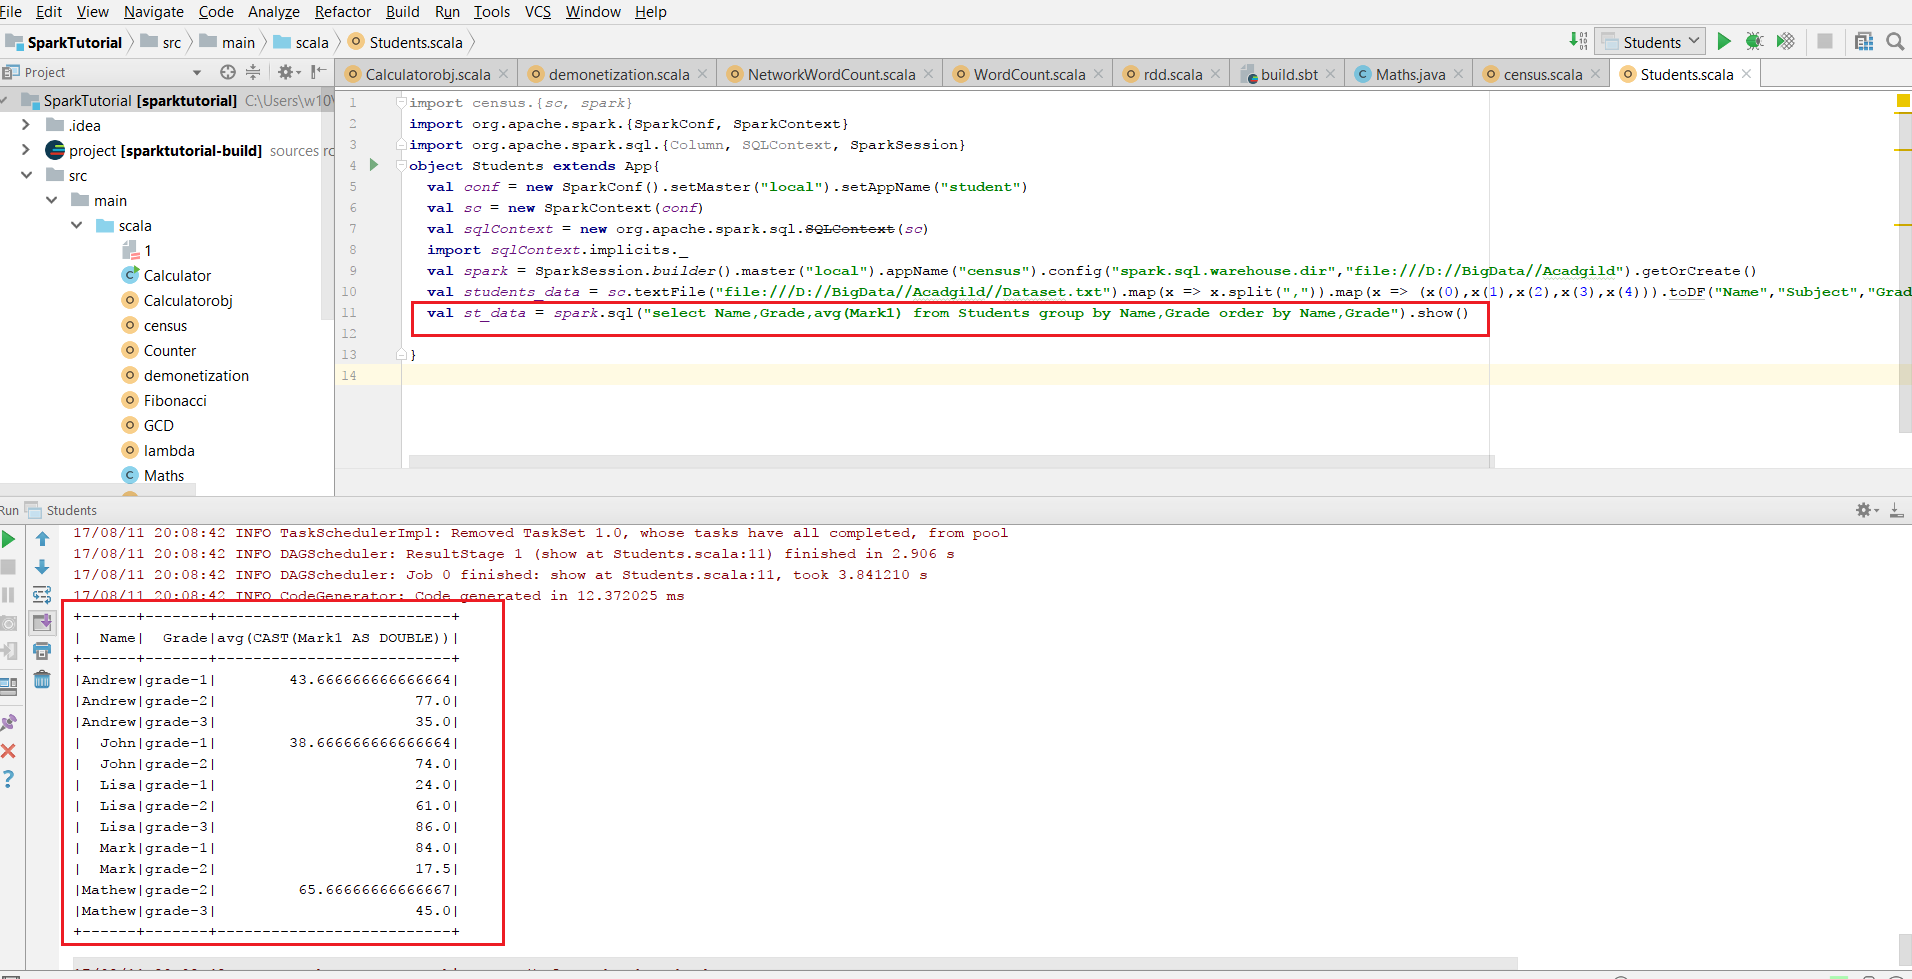 File Edit View Navigate Code Analyze Refactor Build Run Tools VCS Window Help
SparkTutorial src main scala Students.scala
Students
Project
Calculatorobj.scala demonetization.scala NetworkWordCount.scala WordCount.scala rdd.scala build.sbt Maths.java census.scala Students.scala
SparkTutorial [sparktutorial] C:\Users\w10\
.idea
project [sparktutorial-build] sources ro
src
main
scala
1
Calculator
Calculatorobj
census
Counter
demonetization
Fibonacci
GCD
lambda
Maths
1 import census.{sc, spark}
2 import org.apache.spark.{SparkConf, SparkContext}
3 import org.apache.spark.sql.{Column, SQLContext, SparkSession}
4 object Students extends App{
5 val conf = new SparkConf().setMaster("local").setAppName("student")
6 val sc = new SparkContext(conf)
7 val sqlContext = new org.apache.spark.sql.SQLContext(sc)
8 import sqlContext.implicits._
9 val spark = SparkSession.builder().master("local").appName("census").config("spark.sql.warehouse.dir","file:///D://BigData//Acadgild").getOrCreate()
10 val students_data = sc.textFile("file:///D://BigData//Acadgild//Dataset.txt").map(x => x.split(",")).map(x => (x(0),x(1),x(2),x(3),x(4))).toDF("Name","Subject","Grad
11 val st_data = spark.sql("select Name,Grade,avg(Mark1) from Students group by Name,Grade order by Name,Grade").show()
12
13 }
14
Run Students
17/08/11 20:08:42 INFO TaskSchedulerImpl: Removed TaskSet 1.0, whose tasks have all completed, from pool
17/08/11 20:08:42 INFO DAGScheduler: ResultStage 1 (show at Students.scala:11) finished in 2.906 s
17/08/11 20:08:42 INFO DAGScheduler: Job 0 finished: show at Students.scala:11, took 3.841210 s
17/08/11 20:08:42 INFO CodeGenerator: Code generated in 12.372025 ms
+------+-------+--------------------------+
|  Name|  Grade|avg(CAST(Mark1 AS DOUBLE))|
+------+-------+--------------------------+
|Andrew|grade-1|        43.666666666666664|
|Andrew|grade-2|                      77.0|
|Andrew|grade-3|                      35.0|
|  John|grade-1|        38.666666666666664|
|  John|grade-2|                      74.0|
|  Lisa|grade-1|                      24.0|
|  Lisa|grade-2|                      61.0|
|  Lisa|grade-3|                      86.0|
|  Mark|grade-1|                      84.0|
|  Mark|grade-2|                      17.5|
|Mathew|grade-2|         65.66666666666667|
|Mathew|grade-3|                      45.0|
+------+-------+--------------------------+